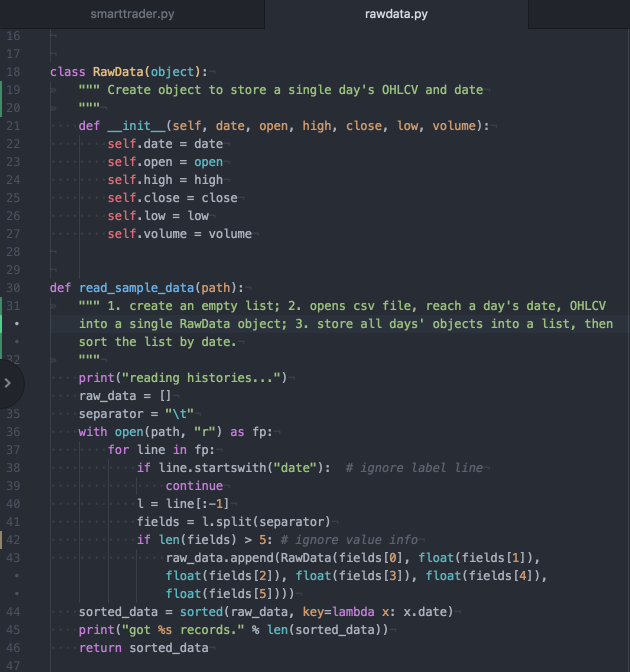 smarttrader.py rawdata.py
16
17
18 class RawData(object):
19 """ Create object to store a single day's OHLCV and date
20 """
21 def __init__(self, date, open, high, close, low, volume):
22 self.date = date
23 self.open = open
24 self.high = high
25 self.close = close
26 self.low = low
27 self.volume = volume
28
29
30 def read_sample_data(path):
31 """ 1. create an empty list; 2. opens csv file, reach a day's date, OHLCV
• into a single RawData object; 3. store all days' objects into a list, then
• sort the list by date.
32 """
print("reading histories...")
raw_data = []
35 separator = "\t"
36 with open(path, "r") as fp:
37 for line in fp:
38 if line.startswith("date"): # ignore label line
39 continue
40 l = line[:-1]
41 fields = l.split(separator)
42 if len(fields) > 5: # ignore value info
43 raw_data.append(RawData(fields[0], float(fields[1]),
• float(fields[2]), float(fields[3]), float(fields[4]),
• float(fields[5])))
44 sorted_data = sorted(raw_data, key=lambda x: x.date)
45 print("got %s records." % len(sorted_data))
46 return sorted_data
47